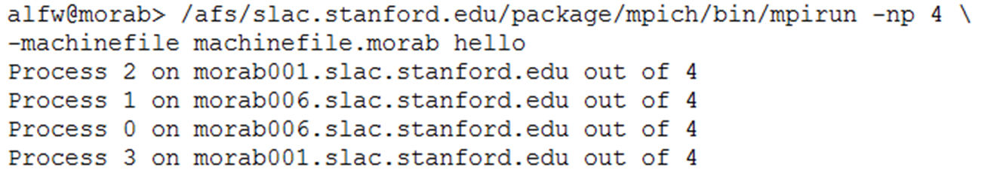 alfw@morab> /afs/slac.stanford.edu/package/mpich/bin/mpirun -np 4 \
-machinefile machinefile.morab hello
Process 2 on morab001.slac.stanford.edu out of 4
Process 1 on morab006.slac.stanford.edu out of 4
Process 0 on morab006.slac.stanford.edu out of 4
Process 3 on morab001.slac.stanford.edu out of 4